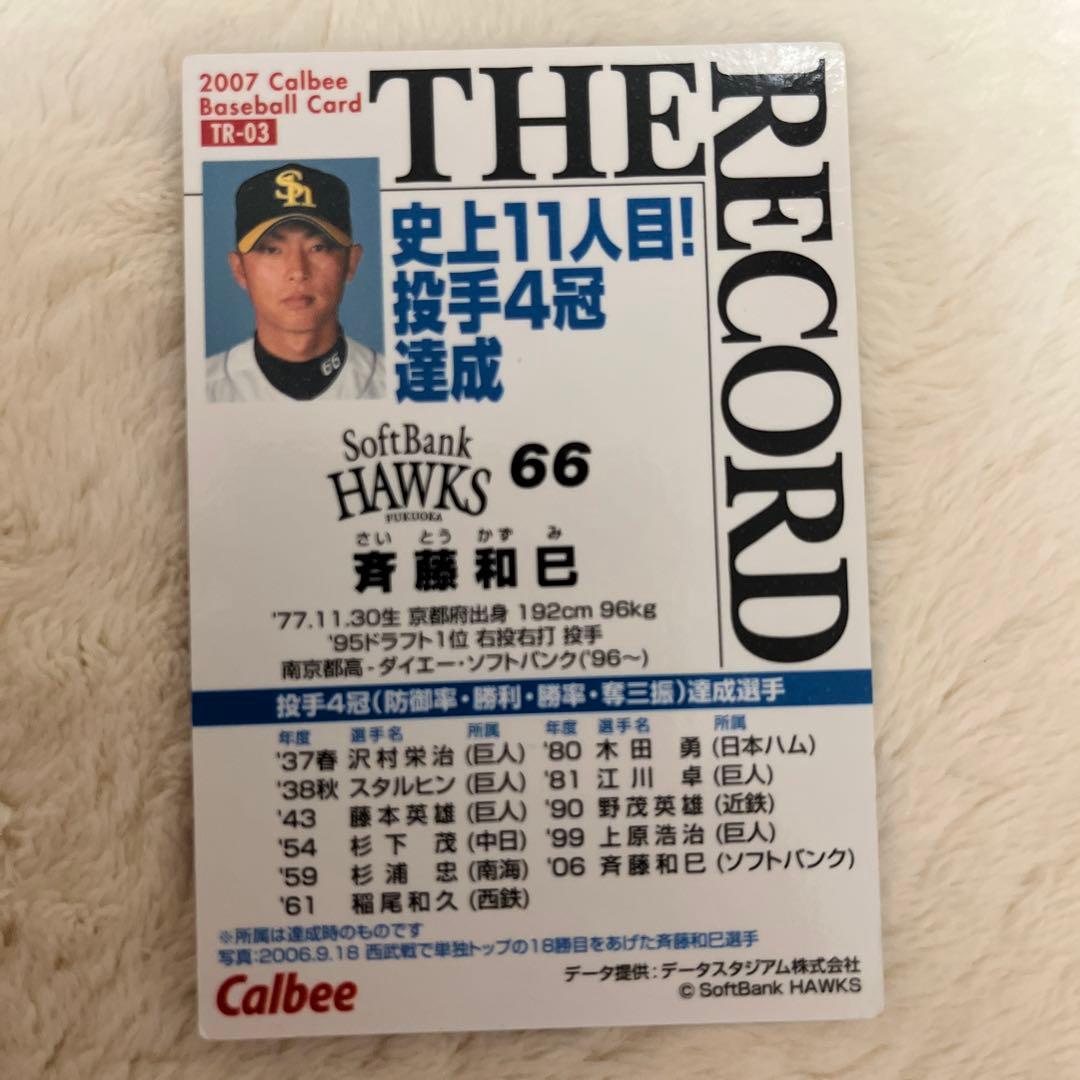 2007 Calbee
Baseball Card
TR-03
THE
RECORD
Sh
66
史上11人目!
投手4冠
達成
SoftBank
HAWKS
FUKUOKA
66
さい とう かず み
斉藤和巳
'77.11.30生 京都府出身 192cm 96kg
'95ドラフト1位 右投右打 投手
南京都高-ダイエー・ソフトバンク('96〜)
投手4冠(防御率・勝利・勝率・奪三振)達成選手
年度 選手名 所属 年度 選手名 所属
'37春 沢村栄治 (巨人) '80 木田 勇 (日本ハム)
'38秋 スタルヒン (巨人) '81 江川 卓 (巨人)
'43 藤本英雄 (巨人) '90 野茂英雄 (近鉄)
'54 杉下 茂 (中日) '99 上原浩治 (巨人)
'59 杉浦 忠 (南海) '06 斉藤和巳 (ソフトバンク)
'61 稲尾和久 (西鉄)
※所属は達成時のものです
写真:2006.9.18 西武戦で単独トップの18勝目をあげた斉藤和巳選手
Calbee
データ提供:データスタジアム株式会社
© SoftBank HAWKS